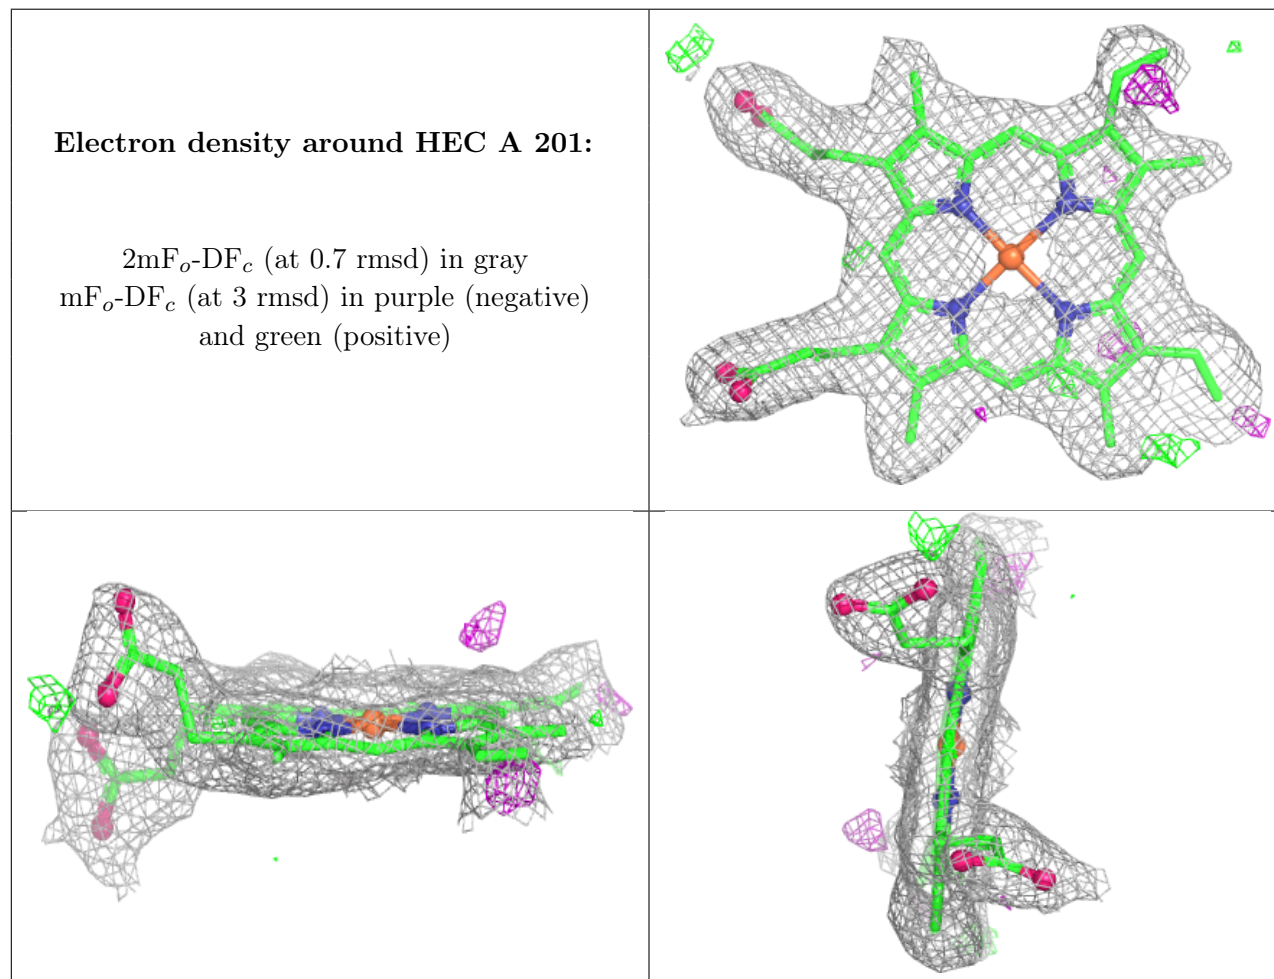 Electron density around HEC A 201:
2mFo-DFc (at 0.7 rmsd) in gray
mFo-DFc (at 3 rmsd) in purple (negative)
and green (positive)